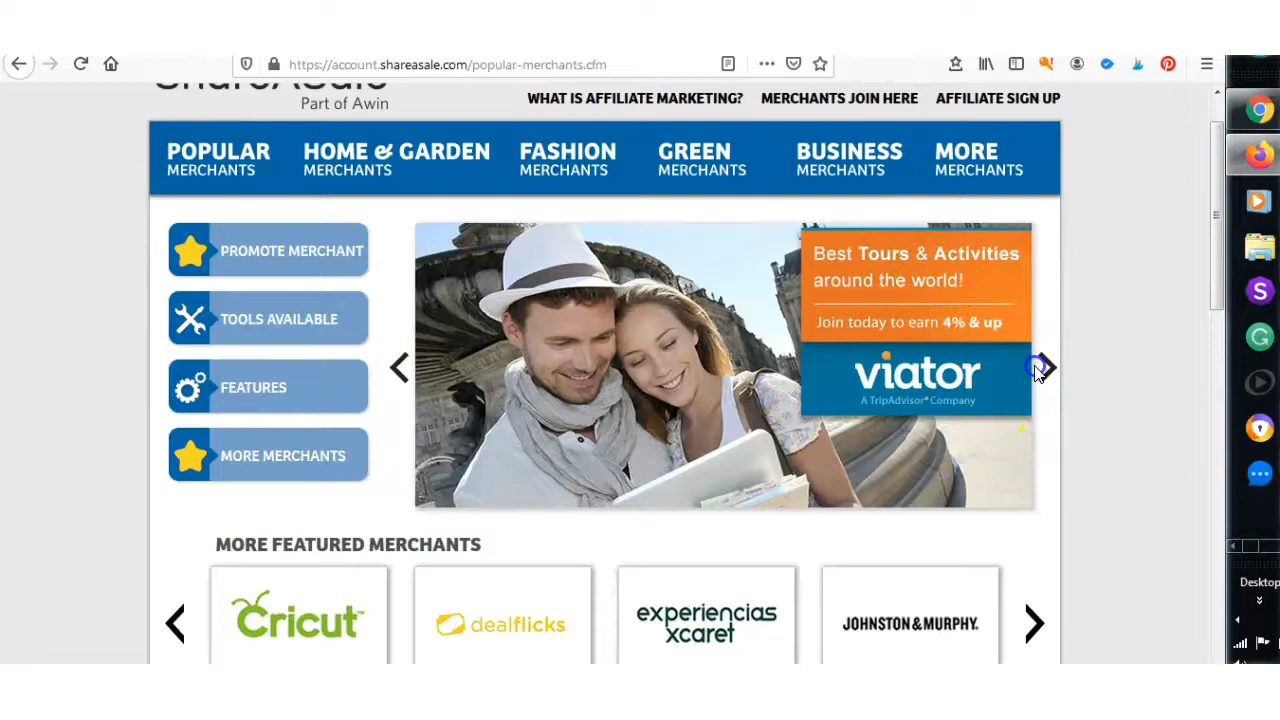 https://account.shareasale.com/popular-merchants.cfm
ShareASale
Part of Awin
WHAT IS AFFILIATE MARKETING?
MERCHANTS JOIN HERE
AFFILIATE SIGN UP
POPULAR
MERCHANTS
HOME & GARDEN
MERCHANTS
FASHION
MERCHANTS
GREEN
MERCHANTS
BUSINESS
MERCHANTS
MORE
MERCHANTS
PROMOTE MERCHANT
TOOLS AVAILABLE
FEATURES
MORE MERCHANTS
Best Tours & Activities
around the world!
Join today to earn 4% & up
viator
A TripAdvisor® Company
MORE FEATURED MERCHANTS
Cricut™
dealflicks
experiencias
xcaret
JOHNSTON & MURPHY.
Desktop